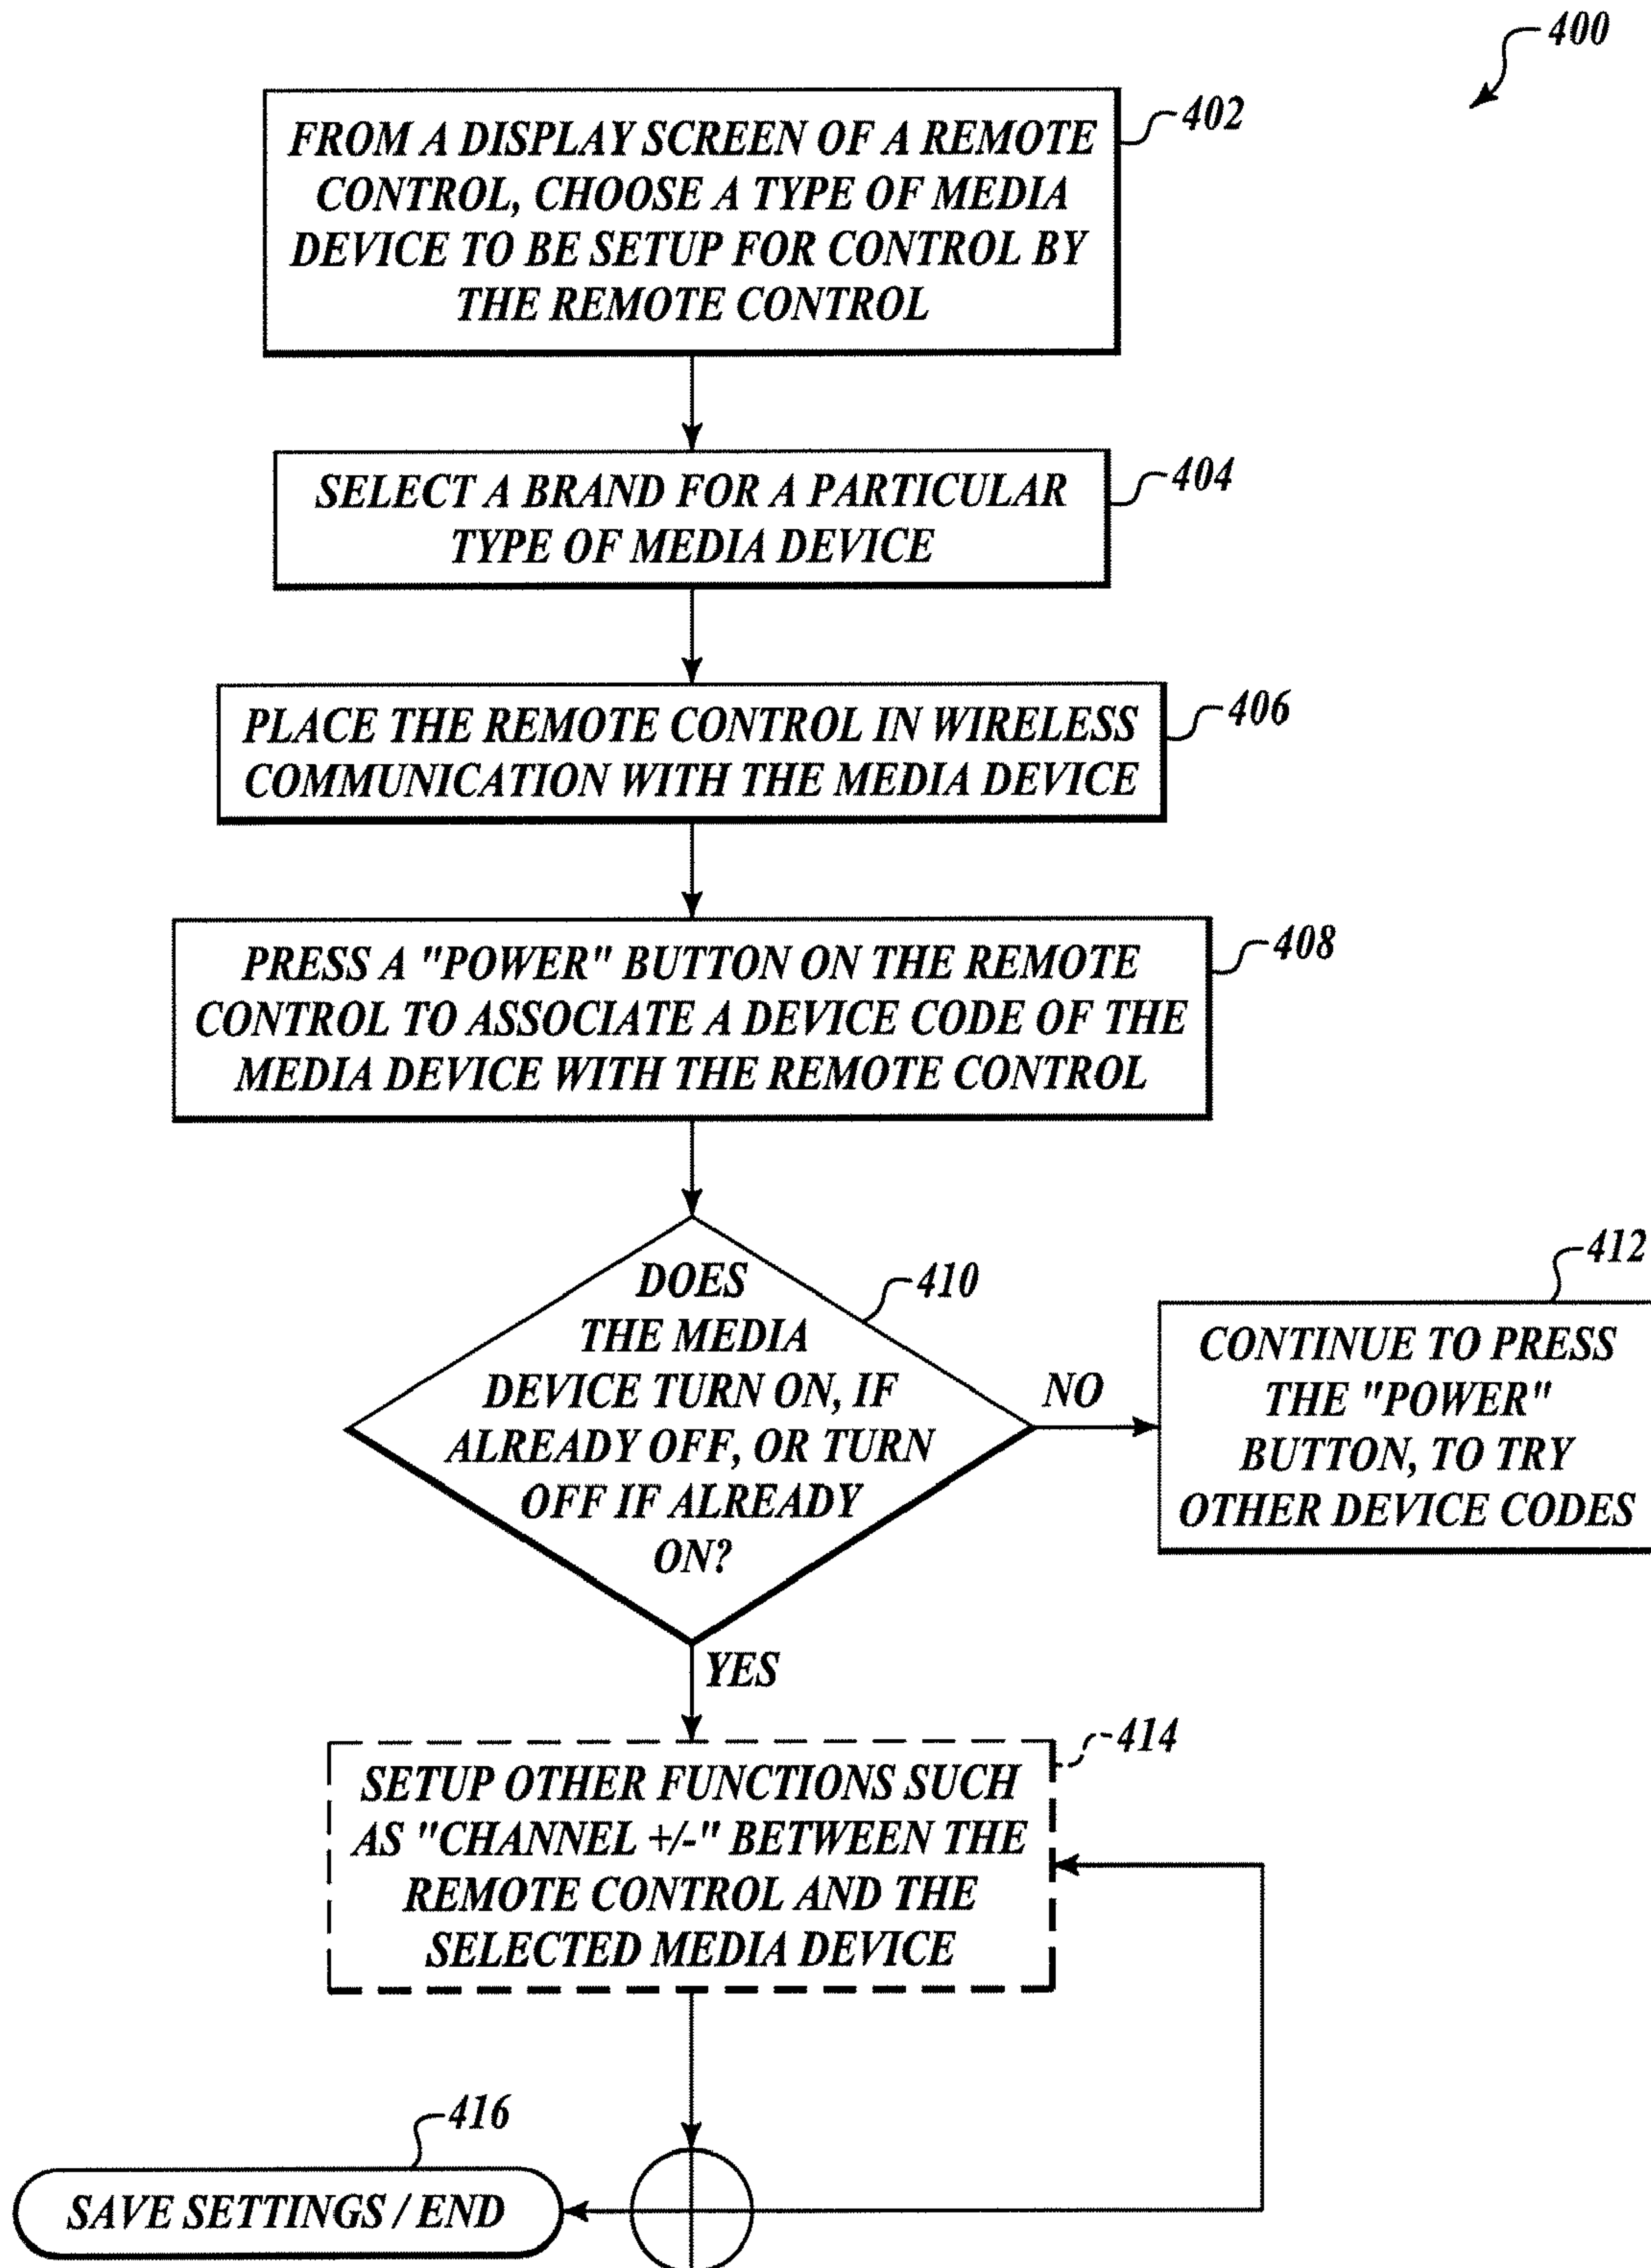 400
FROM A DISPLAY SCREEN OF A REMOTE
CONTROL, CHOOSE A TYPE OF MEDIA
DEVICE TO BE SETUP FOR CONTROL BY
THE REMOTE CONTROL
402
SELECT A BRAND FOR A PARTICULAR
TYPE OF MEDIA DEVICE
404
PLACE THE REMOTE CONTROL IN WIRELESS
COMMUNICATION WITH THE MEDIA DEVICE
406
PRESS A "POWER" BUTTON ON THE REMOTE
CONTROL TO ASSOCIATE A DEVICE CODE OF THE
MEDIA DEVICE WITH THE REMOTE CONTROL
408
DOES
THE MEDIA
DEVICE TURN ON, IF
ALREADY OFF, OR TURN
OFF IF ALREADY
ON?
410
NO
412
CONTINUE TO PRESS
THE "POWER"
BUTTON, TO TRY
OTHER DEVICE CODES
YES
SETUP OTHER FUNCTIONS SUCH
AS "CHANNEL +/-" BETWEEN THE
REMOTE CONTROL AND THE
SELECTED MEDIA DEVICE
414
416
SAVE SETTINGS / END